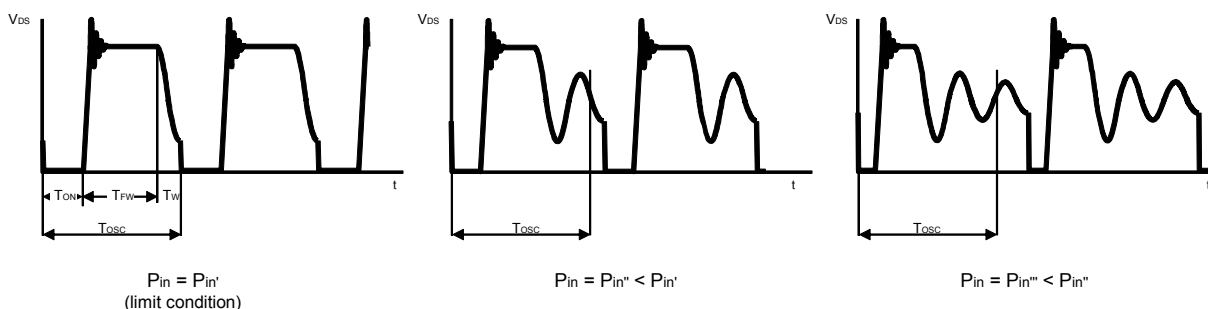 VDS
t
TON
TFW
TW
TOSC
Pin = Pin'
(limit condition)
VDS
t
TOSC
Pin = Pin'' < Pin'
VDS
t
TOSC
Pin = Pin''' < Pin''